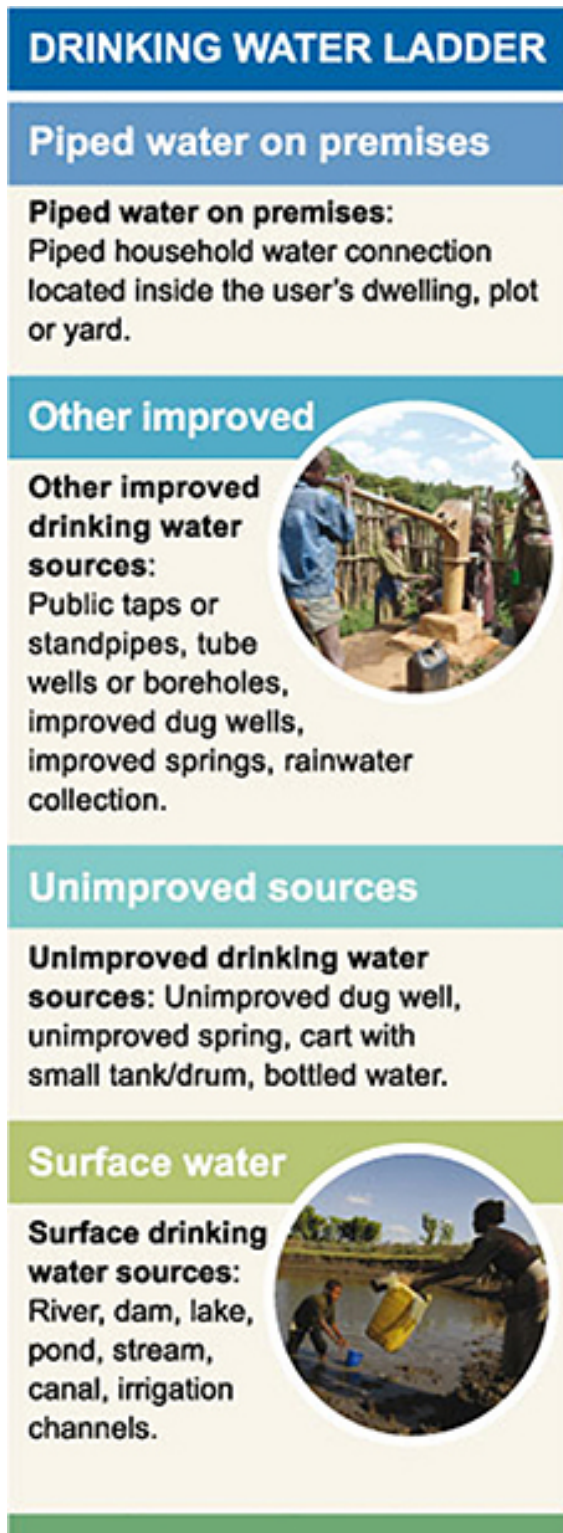 DRINKING WATER LADDER
Piped water on premises
Piped water on premises:
Piped household water connection
located inside the user's dwelling, plot
or yard.
Other improved
Other improved
drinking water
sources:
Public taps or
standpipes, tube
wells or boreholes,
improved dug wells,
improved springs, rainwater
collection.
Unimproved sources
Unimproved drinking water
sources: Unimproved dug well,
unimproved spring, cart with
small tank/drum, bottled water.
Surface water
Surface drinking
water sources:
River, dam, lake,
pond, stream,
canal, irrigation
channels.